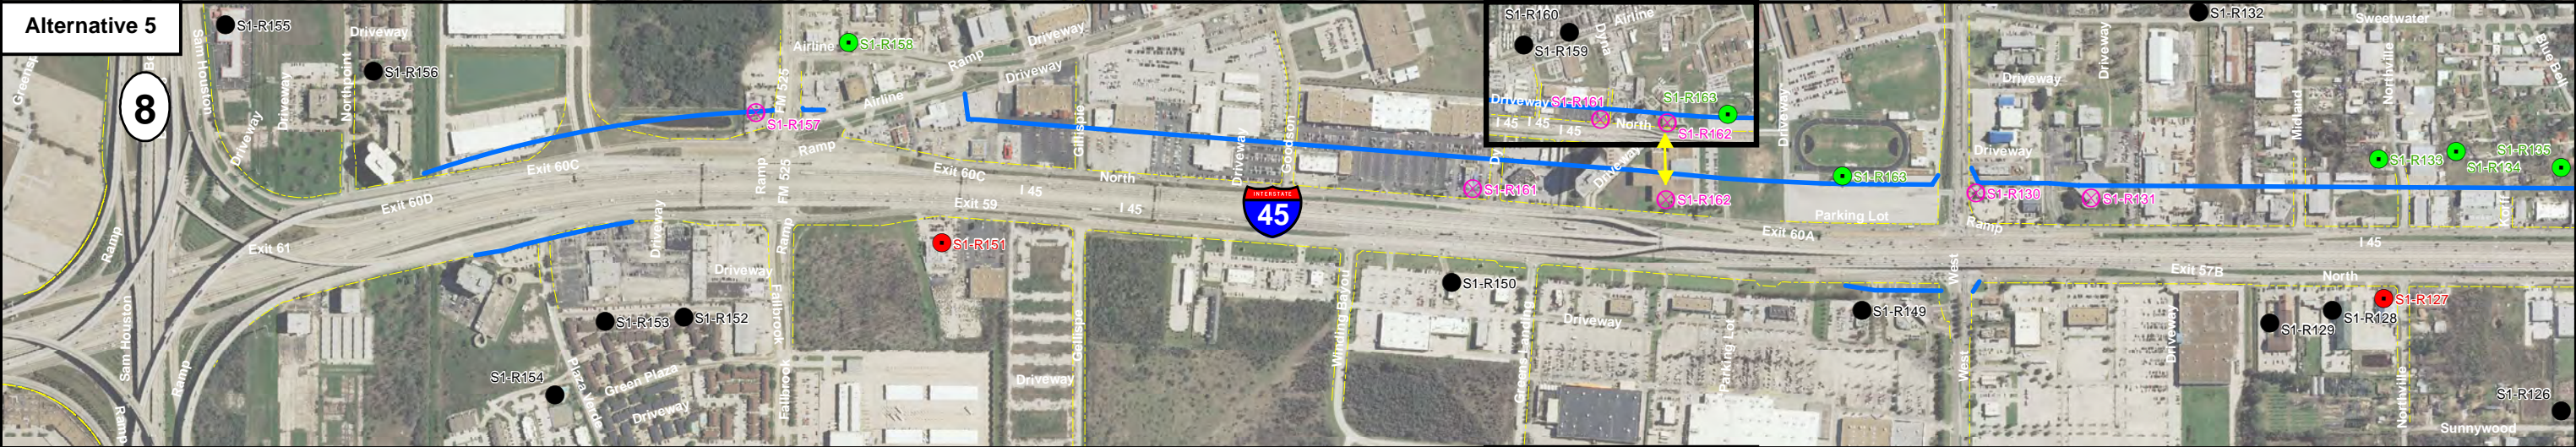 Alternative 5
8
S1-R155
S1-R156
Sam Houston
Driveway
Driveway
Northpoint
Driveway
Ramp
Sam Houston
Ramp
Exit 61
Exit 60D
Exit 60C
Driveway
S1-R153
S1-R152
S1-R154
Plaza Verde
Green Plaza
Driveway
Driveway
S1-R157
FM 525
Ramp
FM 525
Ramp
Fallbrook
Fallbrook
Airline
S1-R158
Airline
Ramp
Ramp
Driveway
Driveway
Exit 60C
I 45
North
I 45
Exit 59
S1-R151
Gillespie
Gillespie
Driveway
Driveway
Goodson
INTERSTATE
45
Winding Bayou
S1-R150
Greens Landing
S1-R160
S1-R159
Dyna
Airline
Driveway
S1-R161
S1-R163
I 45
I 45
I 45
North
S1-R162
S1-R161
Dy
Driveway
S1-R162
Driveway
S1-R163
Parking Lot
Exit 60A
Driveway
Parking Lot
S1-R149
West
West
Ramp
S1-R130
S1-R131
Driveway
Driveway
Driveway
S1-R132
Sweetwater
Midland
Northville
Blue Bell
S1-R133
S1-R134
S1-R135
Korff
I 45
Exit 57B
North
S1-R127
S1-R128
S1-R129
Driveway
Northville
S1-R126
Sunnywood